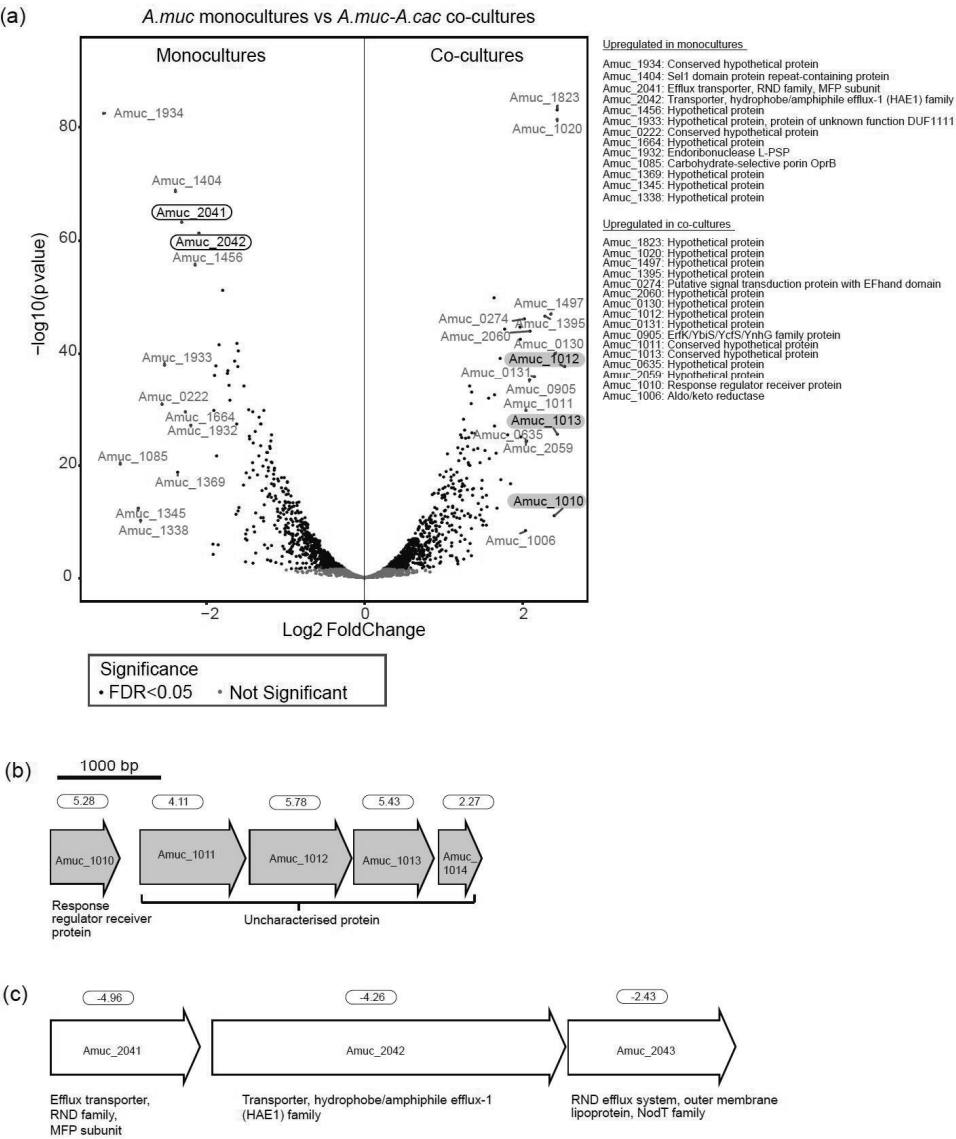 (a)
A.muc monocultures vs A.muc-A.cac co-cultures
Monocultures
Co-cultures
−log10(pvalue)
80
60
40
20
0
−2
0
2
Log2 FoldChange
Amuc_1934
Amuc_1404
Amuc_2041
Amuc_2042
Amuc_1456
Amuc_1933
Amuc_0222
Amuc_1664
Amuc_1932
Amuc_1085
Amuc_1369
Amuc_1345
Amuc_1338
Amuc_1823
Amuc_1020
Amuc_1497
Amuc_0274
Amuc_1395
Amuc_2060
Amuc_0130
Amuc_1012
Amuc_0131
Amuc_0905
Amuc_1011
Amuc_1013
Amuc_0635
Amuc_2059
Amuc_1010
Amuc_1006
Significance
• FDR<0.05 • Not Significant
Upregulated in monocultures
Amuc_1934: Conserved hypothetical protein
Amuc_1404: Sel1 domain protein repeat-containing protein
Amuc_2041: Efflux transporter, RND family, MFP subunit
Amuc_2042: Transporter, hydrophobe/amphiphile efflux-1 (HAE1) family
Amuc_1456: Hypothetical protein
Amuc_1933: Hypothetical protein, protein of unknown function DUF1111
Amuc_0222: Conserved hypothetical protein
Amuc_1664: Hypothetical protein
Amuc_1932: Endoribonuclease L-PSP
Amuc_1085: Carbohydrate-selective porin OprB
Amuc_1369: Hypothetical protein
Amuc_1345: Hypothetical protein
Amuc_1338: Hypothetical protein
Upregulated in co-cultures
Amuc_1823: Hypothetical protein
Amuc_1020: Hypothetical protein
Amuc_1497: Hypothetical protein
Amuc_1395: Hypothetical protein
Amuc_0274: Putative signal transduction protein with EFhand domain
Amuc_2060: Hypothetical protein
Amuc_0130: Hypothetical protein
Amuc_1012: Hypothetical protein
Amuc_0131: Hypothetical protein
Amuc_0905: ErfK/YbiS/YcfS/YnhG family protein
Amuc_1011: Conserved hypothetical protein
Amuc_1013: Conserved hypothetical protein
Amuc_0635: Hypothetical protein
Amuc_2059: Hypothetical protein
Amuc_1010: Response regulator receiver protein
Amuc_1006: Aldo/keto reductase
(b)
1000 bp
5.28
4.11
5.78
5.43
2.27
Amuc_1010
Amuc_1011
Amuc_1012
Amuc_1013
Amuc_
1014
Response
regulator receiver
protein
Uncharacterised protein
(c)
-4.96
-4.26
-2.43
Amuc_2041
Amuc_2042
Amuc_2043
Efflux transporter,
RND family,
MFP subunit
Transporter, hydrophobe/amphiphile efflux-1
(HAE1) family
RND efflux system, outer membrane
lipoprotein, NodT family